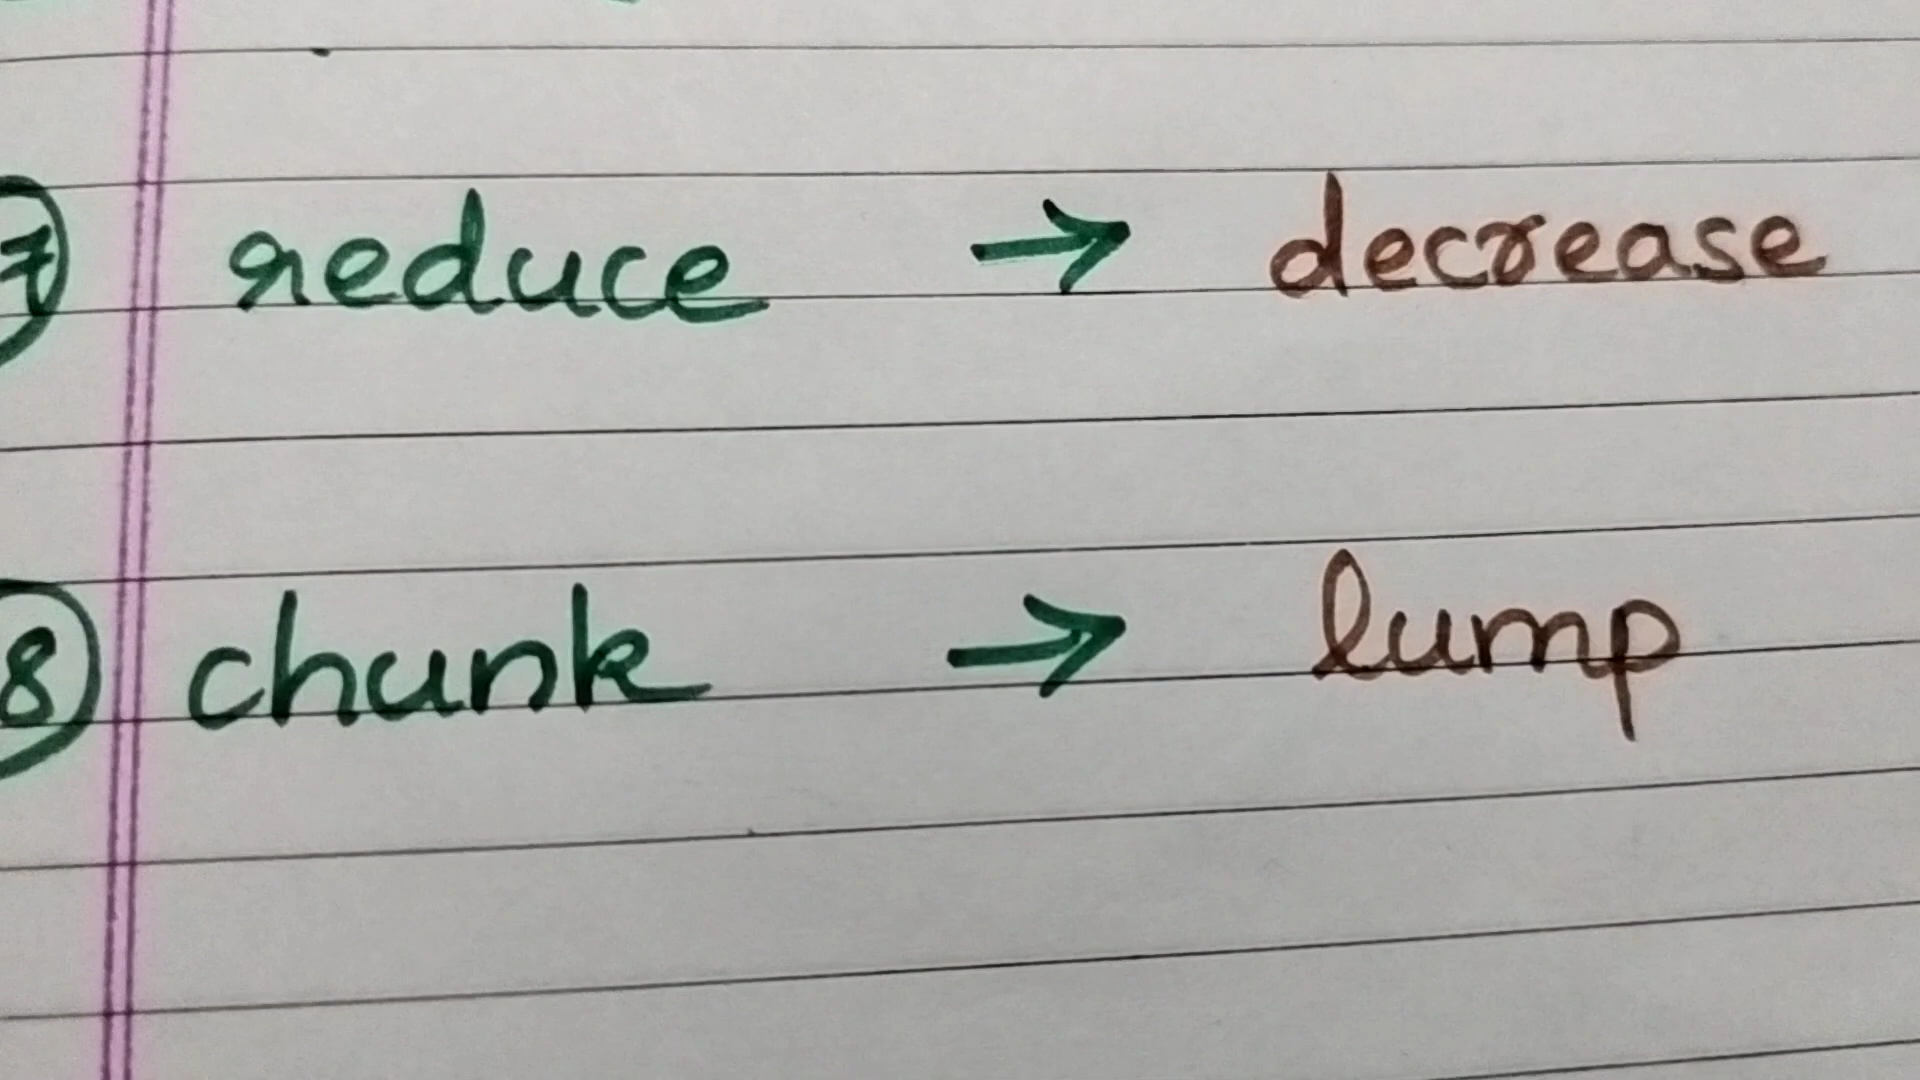 7 reduce → decrease
8 chunk → lump